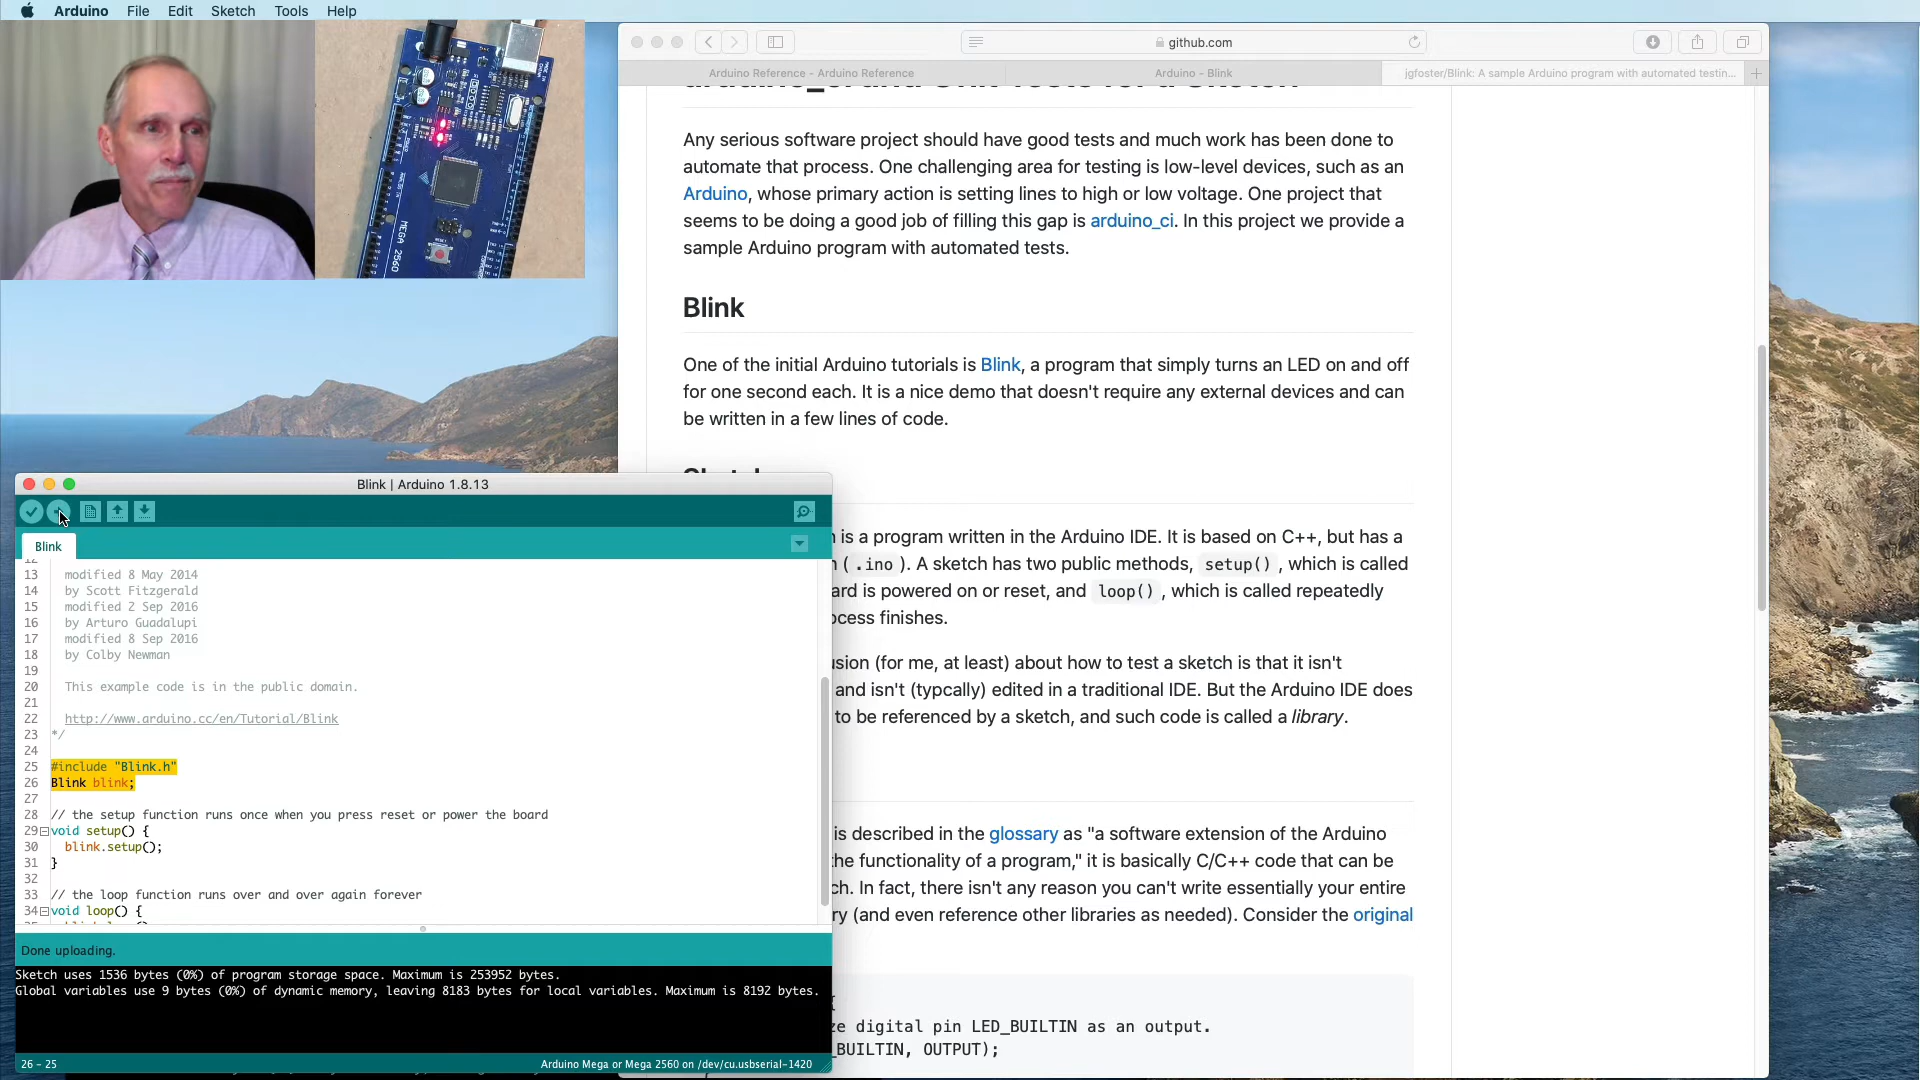 Arduino File Edit Sketch Tools Help
MEGA 2560
RESET
github.com
Arduino Reference - Arduino Reference
Arduino - Blink
jgfoster/Blink: A sample Arduino program with automated testin...
Any serious software project should have good tests and much work has been done to
automate that process. One challenging area for testing is low-level devices, such as an
Arduino, whose primary action is setting lines to high or low voltage. One project that
seems to be doing a good job of filling this gap is arduino_ci. In this project we provide a
sample Arduino program with automated tests.
Blink
One of the initial Arduino tutorials is Blink, a program that simply turns an LED on and off
for one second each. It is a nice demo that doesn't require any external devices and can
be written in a few lines of code.
is a program written in the Arduino IDE. It is based on C++, but has a
(.ino). A sketch has two public methods, setup(), which is called
is powered on or reset, and loop(), which is called repeatedly
finishes.
(for me, at least) about how to test a sketch is that it isn't
and isn't (typcally) edited in a traditional IDE. But the Arduino IDE does
to be referenced by a sketch, and such code is called a library.
is described in the glossary as "a software extension of the Arduino
the functionality of a program," it is basically C/C++ code that can be
In fact, there isn't any reason you can't write essentially your entire
(and even reference other libraries as needed). Consider the original
{
digital pin LED_BUILTIN as an output.
_BUILTIN, OUTPUT);
Blink | Arduino 1.8.13
Blink
12
13 modified 8 May 2014
14 by Scott Fitzgerald
15 modified 2 Sep 2016
16 by Arturo Guadalupi
17 modified 8 Sep 2016
18 by Colby Newman
19
20 This example code is in the public domain.
21
22 http://www.arduino.cc/en/Tutorial/Blink
23 */
24
25 #include "Blink.h"
26 Blink blink;
27
28 // the setup function runs once when you press reset or power the board
29 void setup() {
30 blink.setup();
31 }
32
33 // the loop function runs over and over again forever
34 void loop() {
Done uploading.
Sketch uses 1536 bytes (0%) of program storage space. Maximum is 253952 bytes.
Global variables use 9 bytes (0%) of dynamic memory, leaving 8183 bytes for local variables. Maximum is 8192 bytes.
26 - 25
Arduino Mega or Mega 2560 on /dev/cu.usbserial-1420